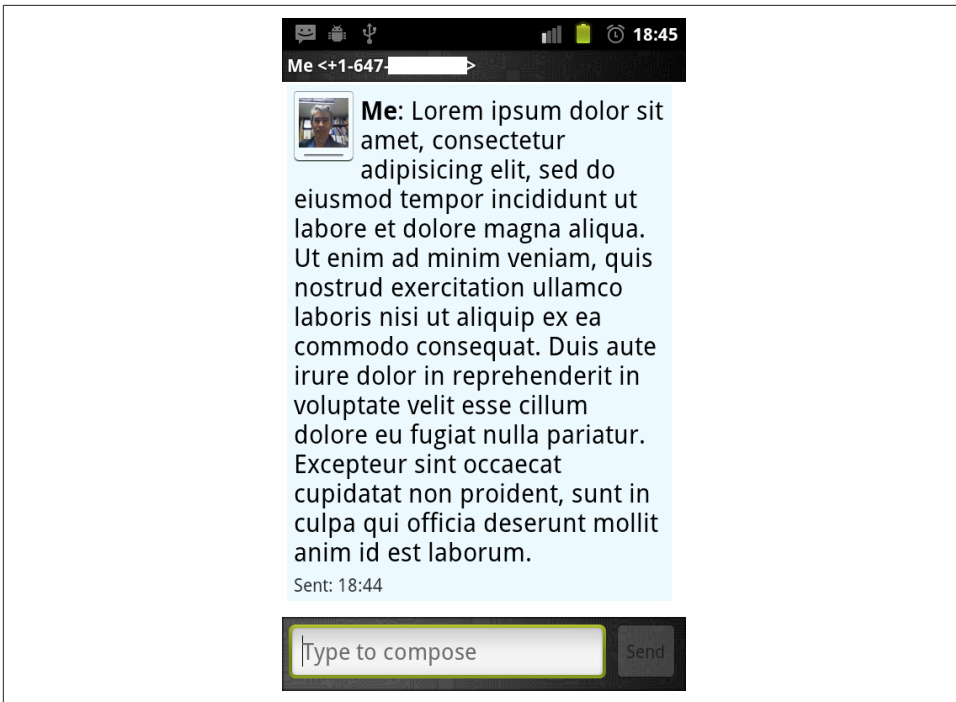 18:45
Me <+1-647- >
Me: Lorem ipsum dolor sit
amet, consectetur
adipisicing elit, sed do
eiusmod tempor incididunt ut
labore et dolore magna aliqua.
Ut enim ad minim veniam, quis
nostrud exercitation ullamco
laboris nisi ut aliquip ex ea
commodo consequat. Duis aute
irure dolor in reprehenderit in
voluptate velit esse cillum
dolore eu fugiat nulla pariatur.
Excepteur sint occaecat
cupidatat non proident, sunt in
culpa qui officia deserunt mollit
anim id est laborum.
Sent: 18:44
Type to compose
Send